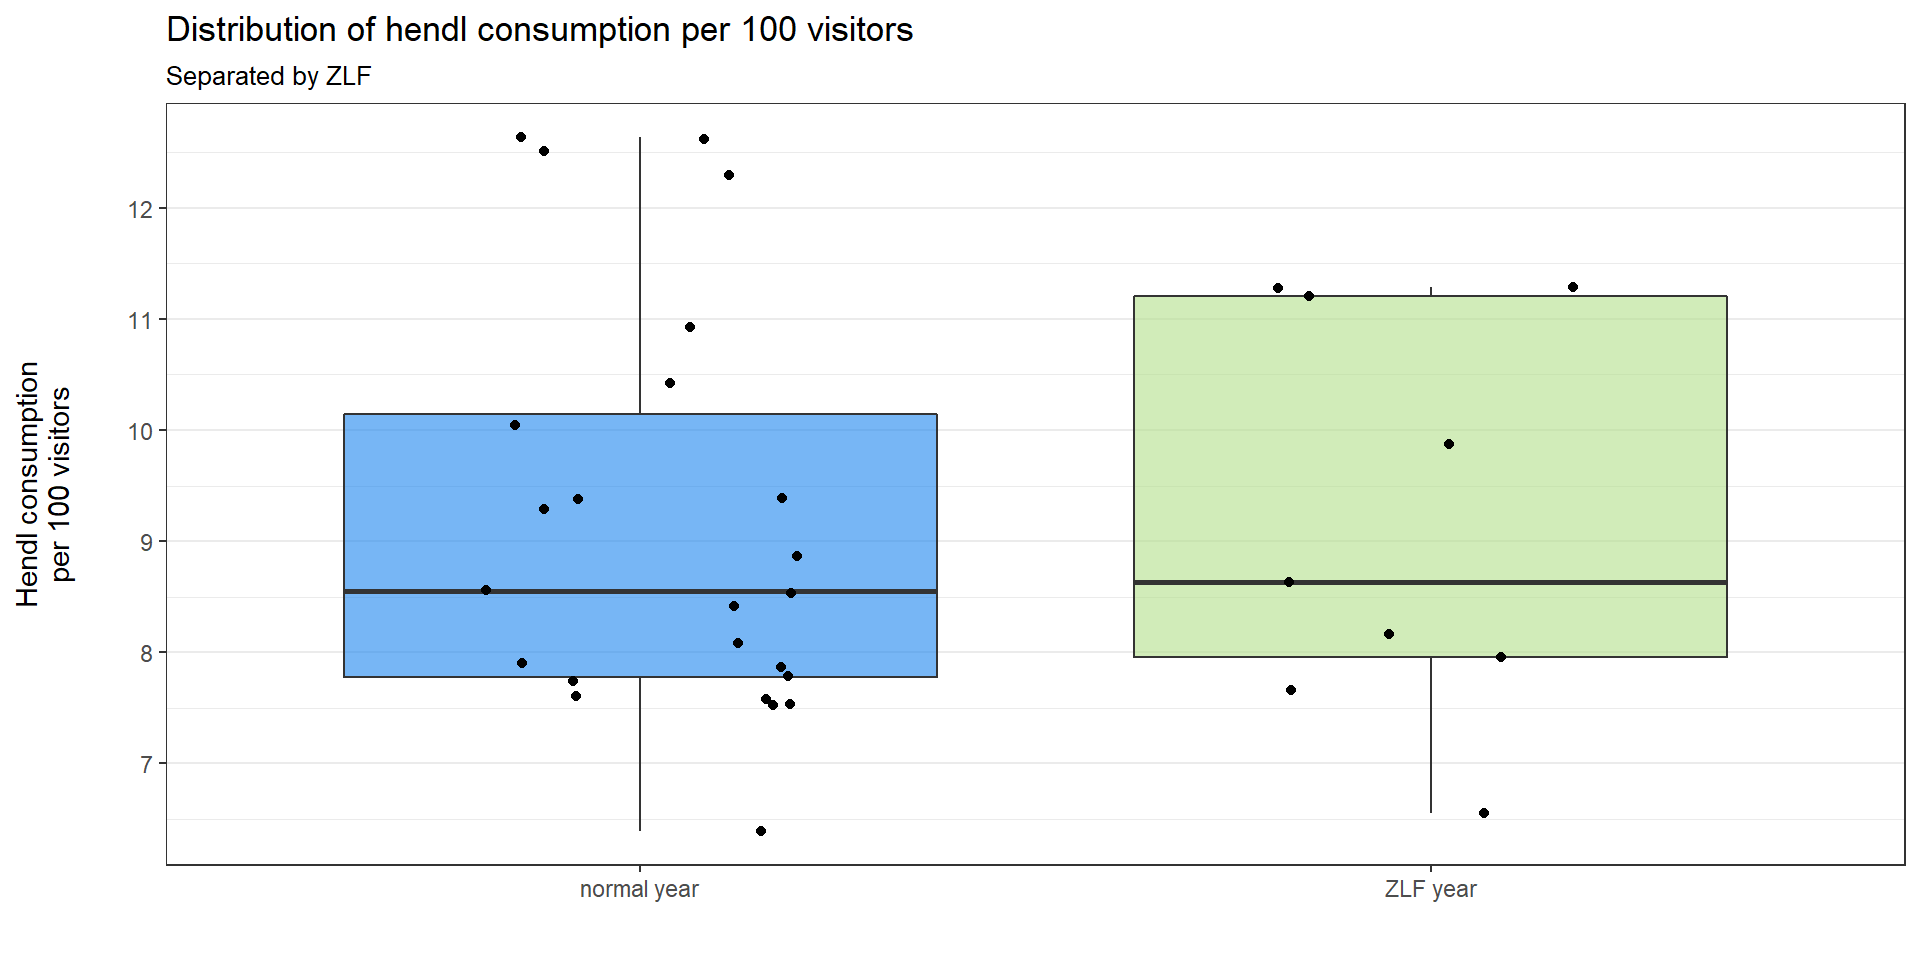 Distribution of hendl consumption per 100 visitors
Separated by ZLF
Hendl consumption
per 100 visitors
12
11
10
9
8
7
normal year
ZLF year